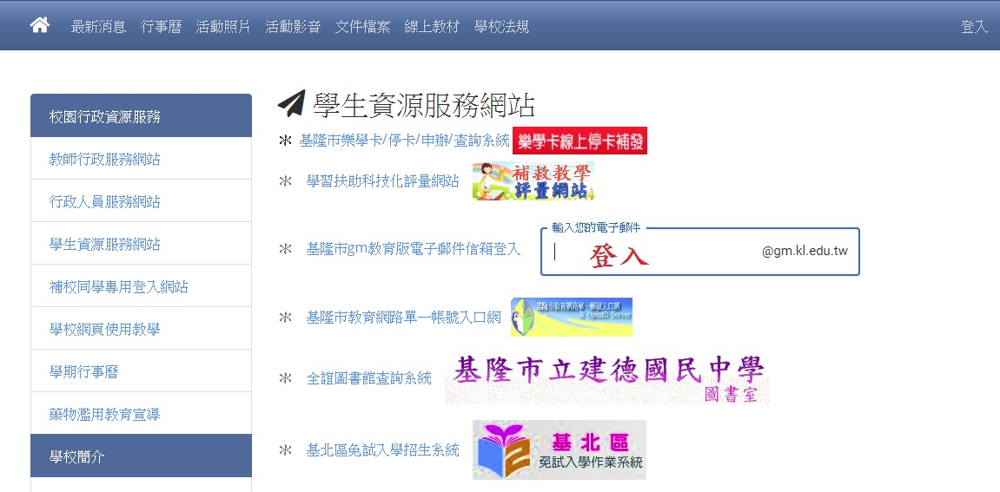 最新消息 行事曆 活動照片 活動影音 文件檔案 線上教材 學校法規 登入
校園行政資源服務
教師行政服務網站
行政人員服務網站
學生資源服務網站
補校同學專用登入網站
學校網頁使用教學
學期行事曆
藥物濫用教育宣導
學校簡介
學生資源服務網站
* 基隆市樂學卡/停卡/申辦/查詢系統 樂學卡線上停卡補發
* 學習扶助科技化評量網站 補救教學
評量網站
* 基隆市gm教育版電子郵件信箱登入 輸入您的電子郵件
登入 @gm.kl.edu.tw
* 基隆市教育網路單一帳號入口網 基隆市教育網路單一帳號入口網
& OpenID Server
* 全誼圖書館查詢系統 基隆市立建德國民中學
圖書室
* 基北區免試入學招生系統 基北區
免試入學作業系統